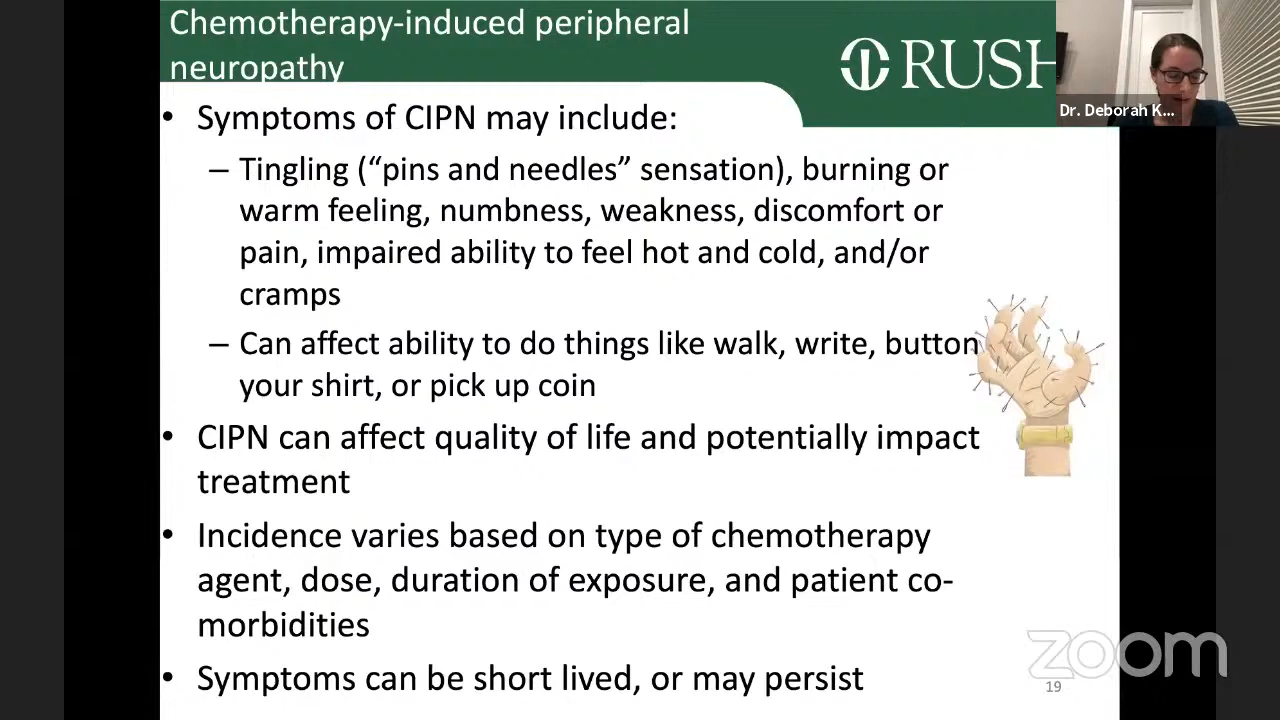 Chemotherapy-induced peripheral
neuropathy
RUSH
Dr. Deborah K...
• Symptoms of CIPN may include:
– Tingling (“pins and needles” sensation), burning or
warm feeling, numbness, weakness, discomfort or
pain, impaired ability to feel hot and cold, and/or
cramps
– Can affect ability to do things like walk, write, button
your shirt, or pick up coin
• CIPN can affect quality of life and potentially impact
treatment
• Incidence varies based on type of chemotherapy
agent, dose, duration of exposure, and patient co-
morbidities
• Symptoms can be short lived, or may persist
zoom
19